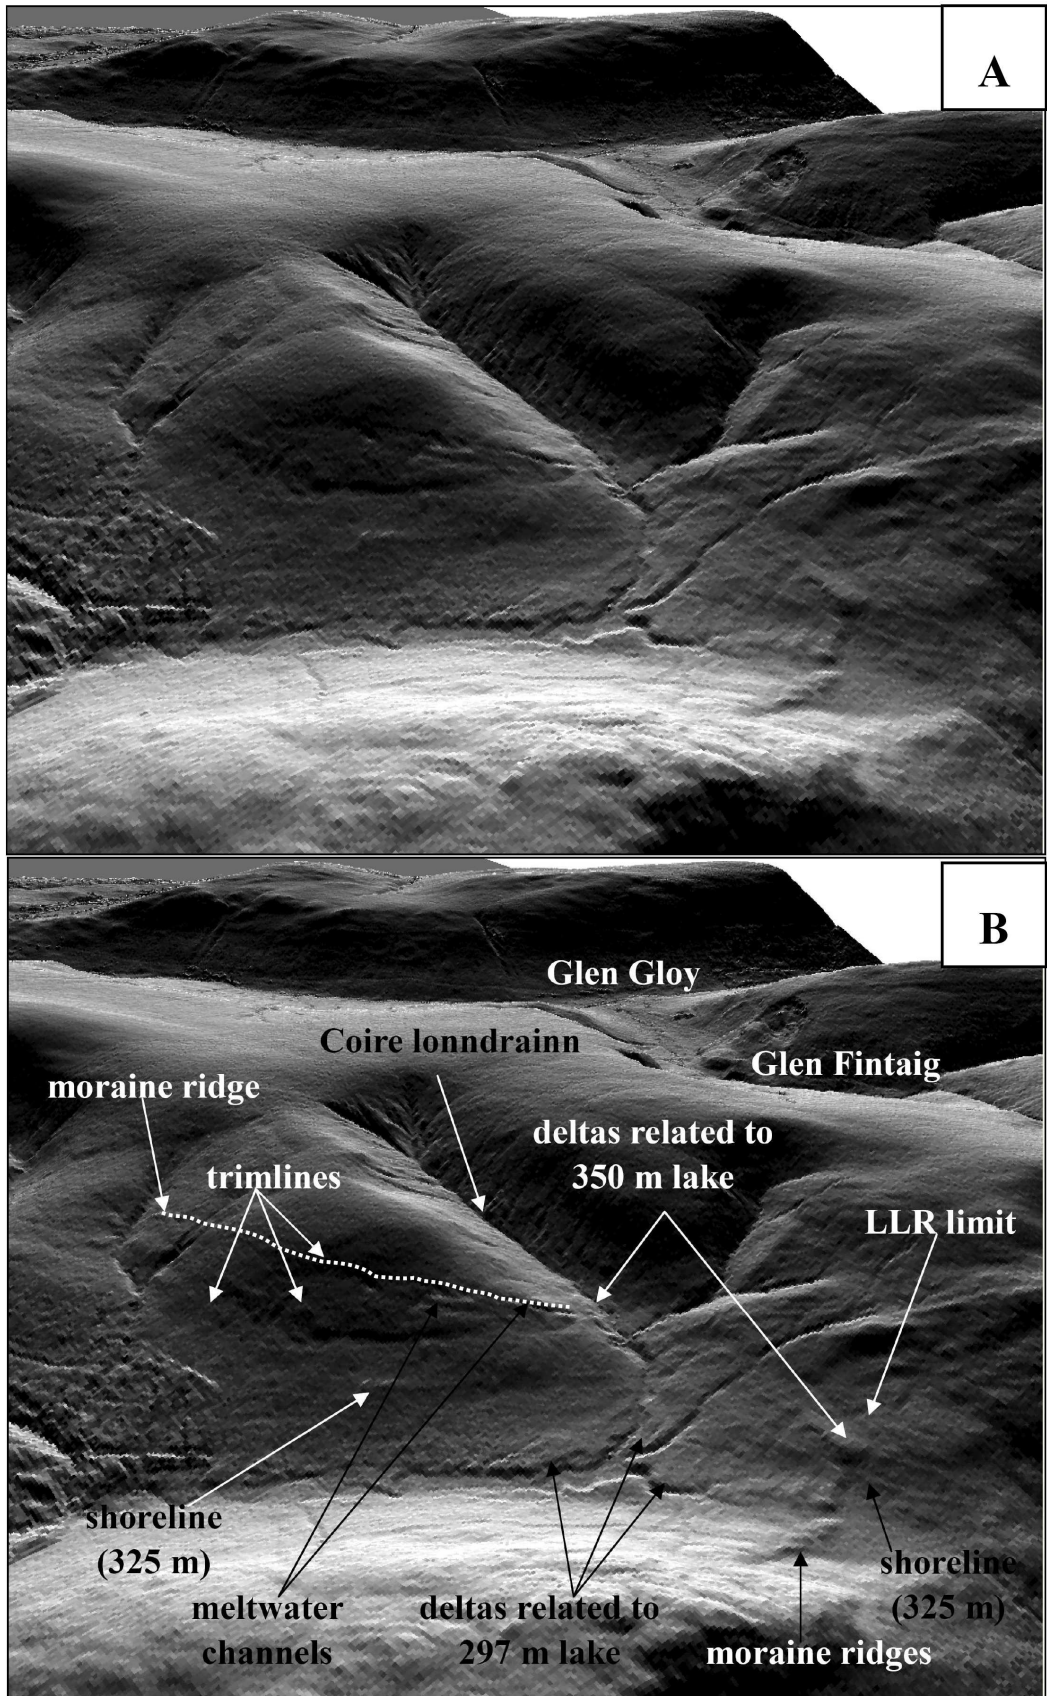 A
B
Glen Gloy
Coire lonndrainn
Glen Fintaig
moraine ridge
deltas related to
350 m lake
trimlines
LLR limit
shoreline
(325 m)
shoreline
(325 m)
meltwater
channels
deltas related to
297 m lake
moraine ridges